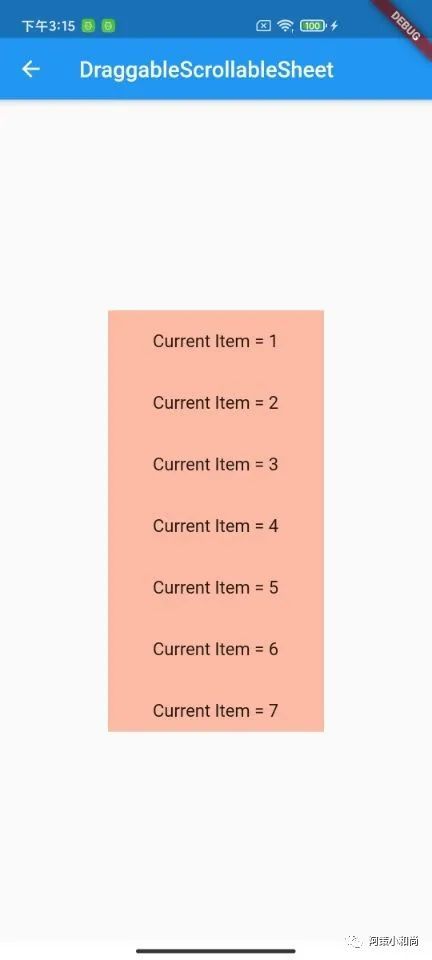 下午3:15
100
DEBUG
DraggableScrollableSheet
Current Item = 1
Current Item = 2
Current Item = 3
Current Item = 4
Current Item = 5
Current Item = 6
Current Item = 7
阿策小和尚